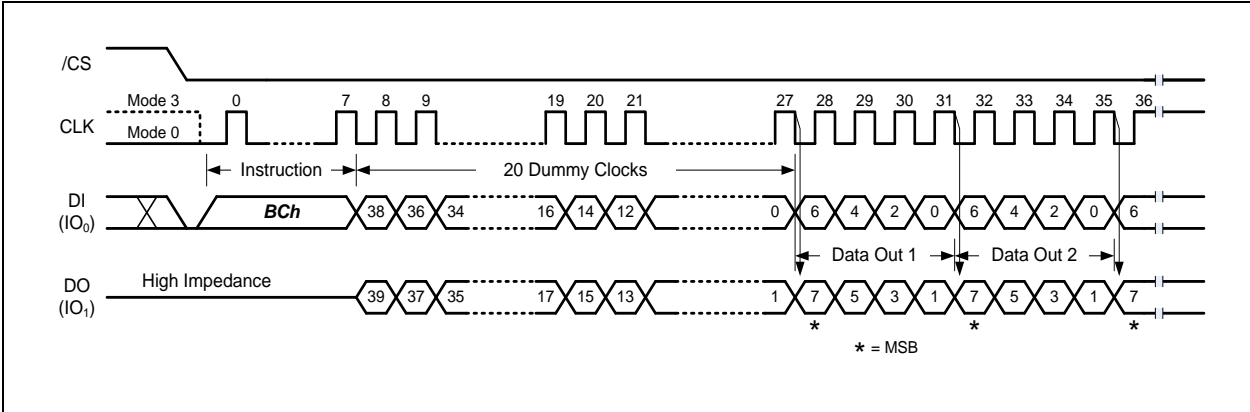 /CS
Mode 3 0 7 8 9 19 20 21 27 28 29 30 31 32 33 34 35 36
CLK
Mode 0
Instruction 20 Dummy Clocks
DI
(IO0)
BCh 38 36 34 16 14 12 0 6 4 2 0 6 4 2 0 6
Data Out 1 Data Out 2
High Impedance
DO
(IO1)
39 37 35 17 15 13 1 7 5 3 1 7 5 3 1 7
* * *
* = MSB